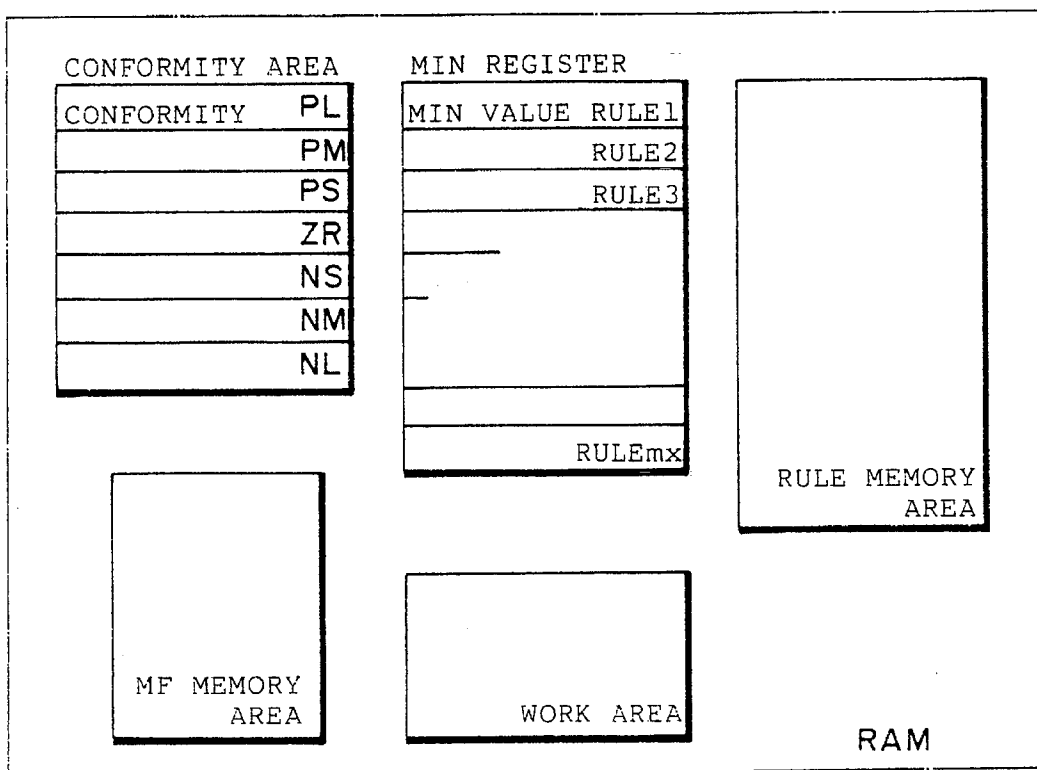 CONFORMITY AREA
CONFORMITY PL
PM
PS
ZR
NS
NM
NL
MIN REGISTER
MIN VALUE RULE1
RULE2
RULE3
RULEmx
RULE MEMORY
AREA
MF MEMORY
AREA
WORK AREA
RAM